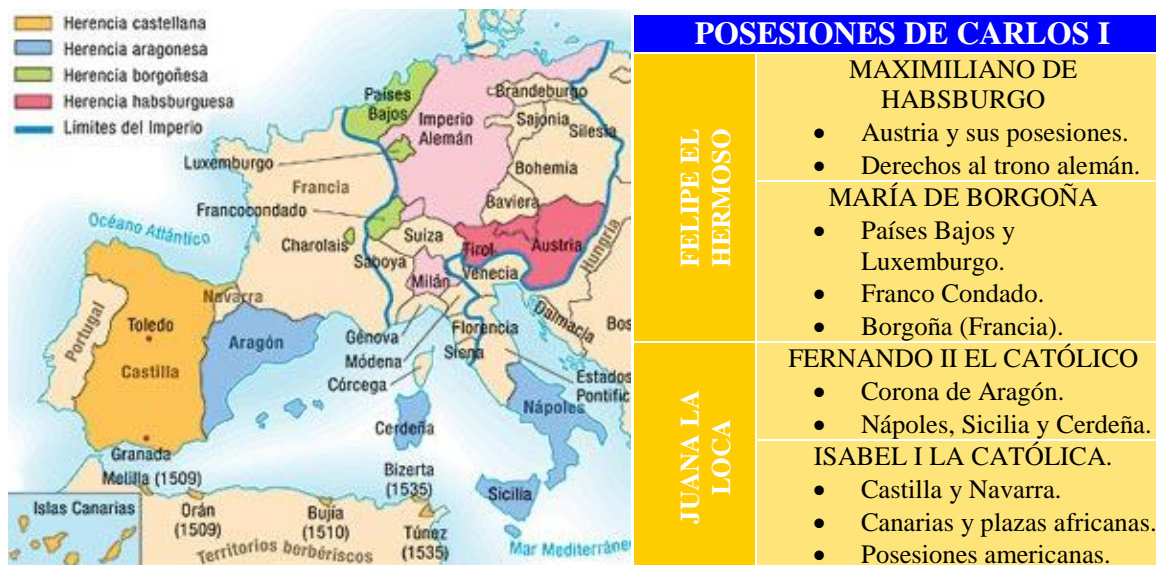 Herencia castellana
Herencia aragonesa
Herencia borgoñesa
Herencia habsburguesa
Límites del Imperio
Países
Bajos
Imperio
Alemán
Brandeburgo
Sajonia
Silesia
Luxemburgo
Bohemia
Francia
Francocondado
Baviera
Océano Atlántico
Charolais
Suiza
Tirol
Austria
Hungría
Saboya
Milán
Venecia
Navarra
Portugal
Toledo
Aragón
Castilla
Génova
Módena
Córcega
Florencia
Siena
Dalmacia
Bos
Estados
Pontific
Nápoles
Cerdeña
Granada
Melilla (1509)
Bizerta
(1535)
Sicilia
Islas Canarias
Orán
(1509)
Bujía
(1510)
Túnez
(1535)
Territorios berbériscos
Mar Mediterráne
POSESIONES DE CARLOS I
FELIPE EL
HERMOSO
MAXIMILIANO DE
HABSBURGO
• Austria y sus posesiones.
• Derechos al trono alemán.
MARÍA DE BORGOÑA
• Países Bajos y
Luxemburgo.
• Franco Condado.
• Borgoña (Francia).
JUANA LA
LOCA
FERNANDO II EL CATÓLICO
• Corona de Aragón.
• Nápoles, Sicilia y Cerdeña.
ISABEL I LA CATÓLICA.
• Castilla y Navarra.
• Canarias y plazas africanas.
• Posesiones americanas.